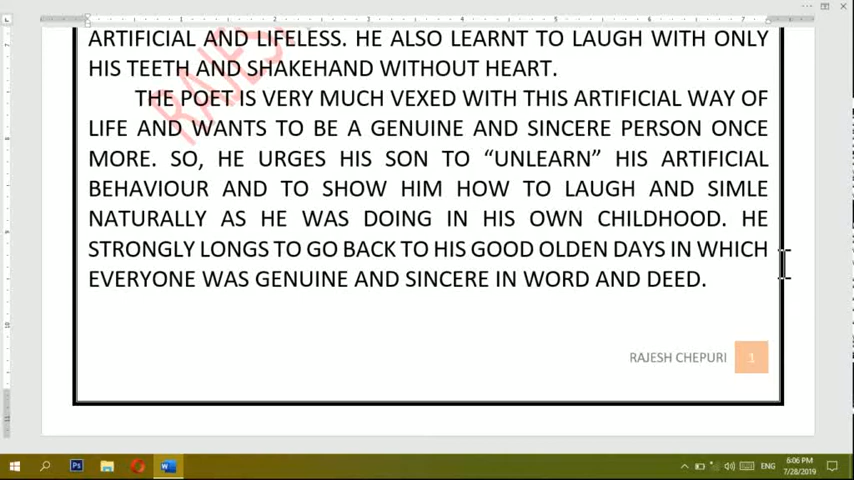 ARTIFICIAL AND LIFELESS. HE ALSO LEARNT TO LAUGH WITH ONLY
HIS TEETH AND SHAKEHAND WITHOUT HEART.
THE POET IS VERY MUCH VEXED WITH THIS ARTIFICIAL WAY OF
LIFE AND WANTS TO BE A GENUINE AND SINCERE PERSON ONCE
MORE. SO, HE URGES HIS SON TO “UNLEARN” HIS ARTIFICIAL
BEHAVIOUR AND TO SHOW HIM HOW TO LAUGH AND SIMLE
NATURALLY AS HE WAS DOING IN HIS OWN CHILDHOOD. HE
STRONGLY LONGS TO GO BACK TO HIS GOOD OLDEN DAYS IN WHICH
EVERYONE WAS GENUINE AND SINCERE IN WORD AND DEED.
RAJESH CHEPURI 1
ENG
6:06 PM
7/28/2019